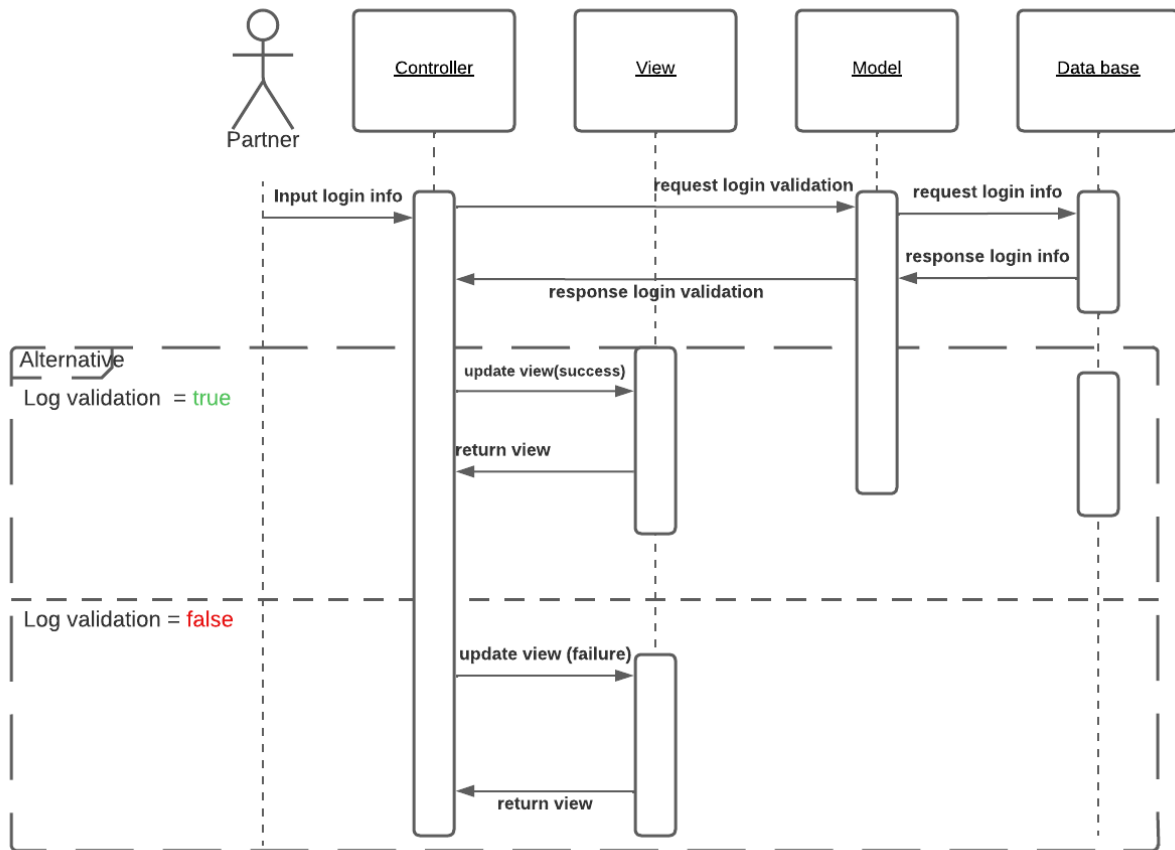 Controller
View
Model
Data base
Partner
Input login info
request login validation
request login info
response login info
response login validation
Alternative
Log validation = true
update view(success)
return view
Log validation = false
update view (failure)
return view